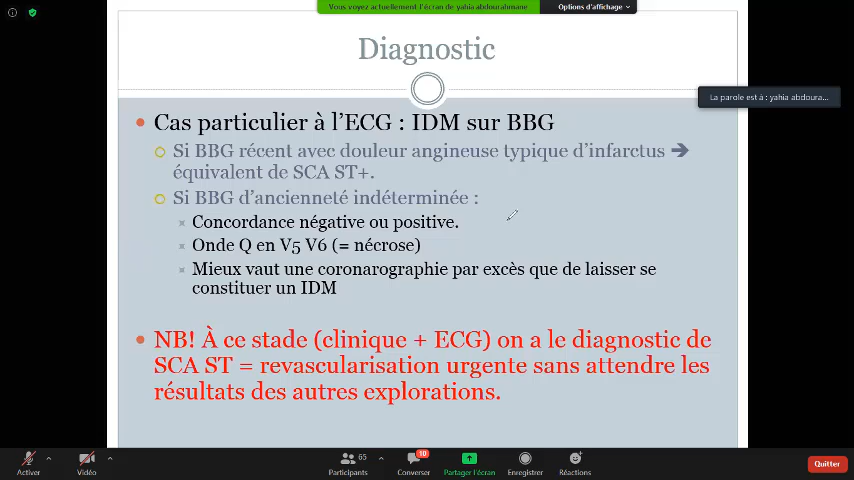 Vous voyez actuellement l'écran de yahia abdourahmane
Options d'affichage
Diagnostic
La parole est à : yahia abdoura...
Cas particulier à l'ECG : IDM sur BBG
Si BBG récent avec douleur angineuse typique d'infarctus ➔
équivalent de SCA ST+.
Si BBG d'ancienneté indéterminée :
Concordance négative ou positive.
Onde Q en V5 V6 (= nécrose)
Mieux vaut une coronarographie par excès que de laisser se
constituer un IDM
NB! À ce stade (clinique + ECG) on a le diagnostic de
SCA ST = revascularisation urgente sans attendre les
résultats des autres explorations.
Activer
Vidéo
65
Participants
10
Converser
Partager l'écran
Enregistrer
Réactions
Quitter